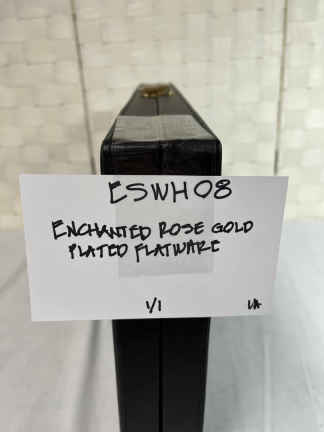 ESWH08
ENCHANTED ROSE GOLD
PLATED FLATWARE
1/1 LA